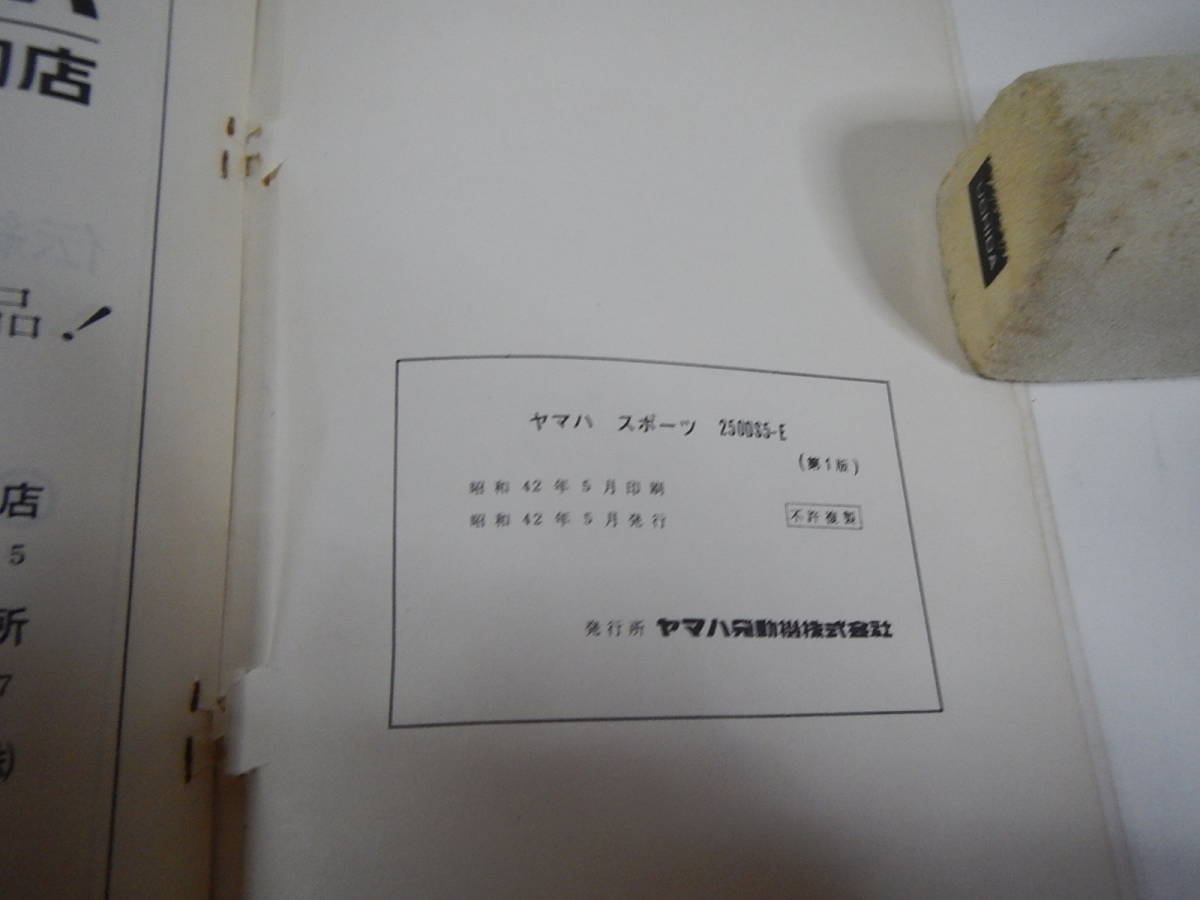 店
品！
店
5
所
7
ヤマハ スポーツ 250DS5-E
(第1版)
昭和42年5月印刷
昭和42年5月発行
不許複製
発行所 ヤマハ発動機株式会社
UCHIDA